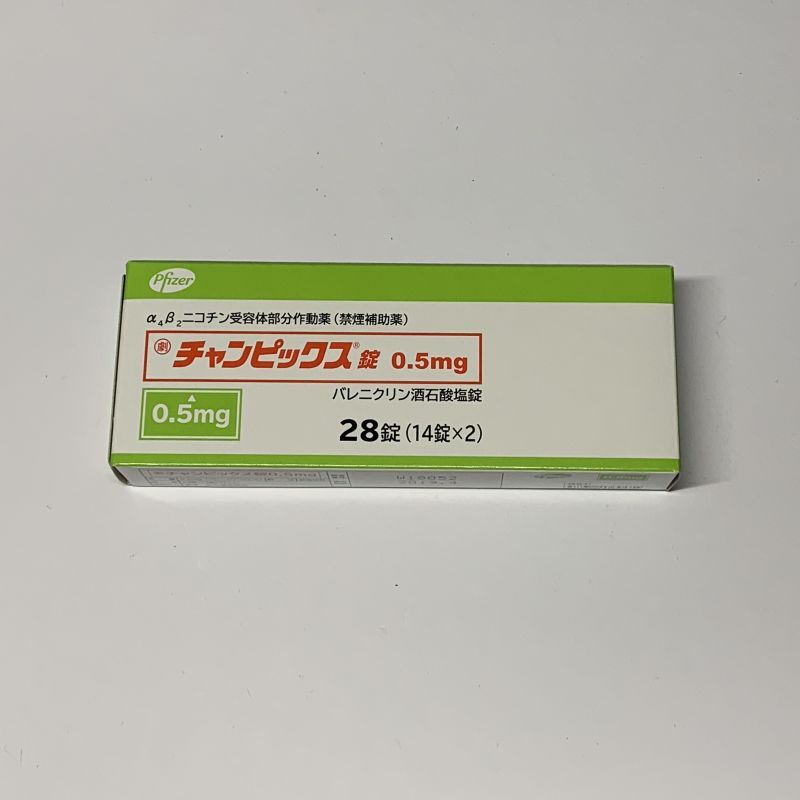 Pfizer
α₄β₂ニコチン受容体部分作動薬（禁煙補助薬）
劇 チャンピックス®錠 0.5mg
0.5mg
バレニクリン酒石酸塩錠
28錠（14錠×2）